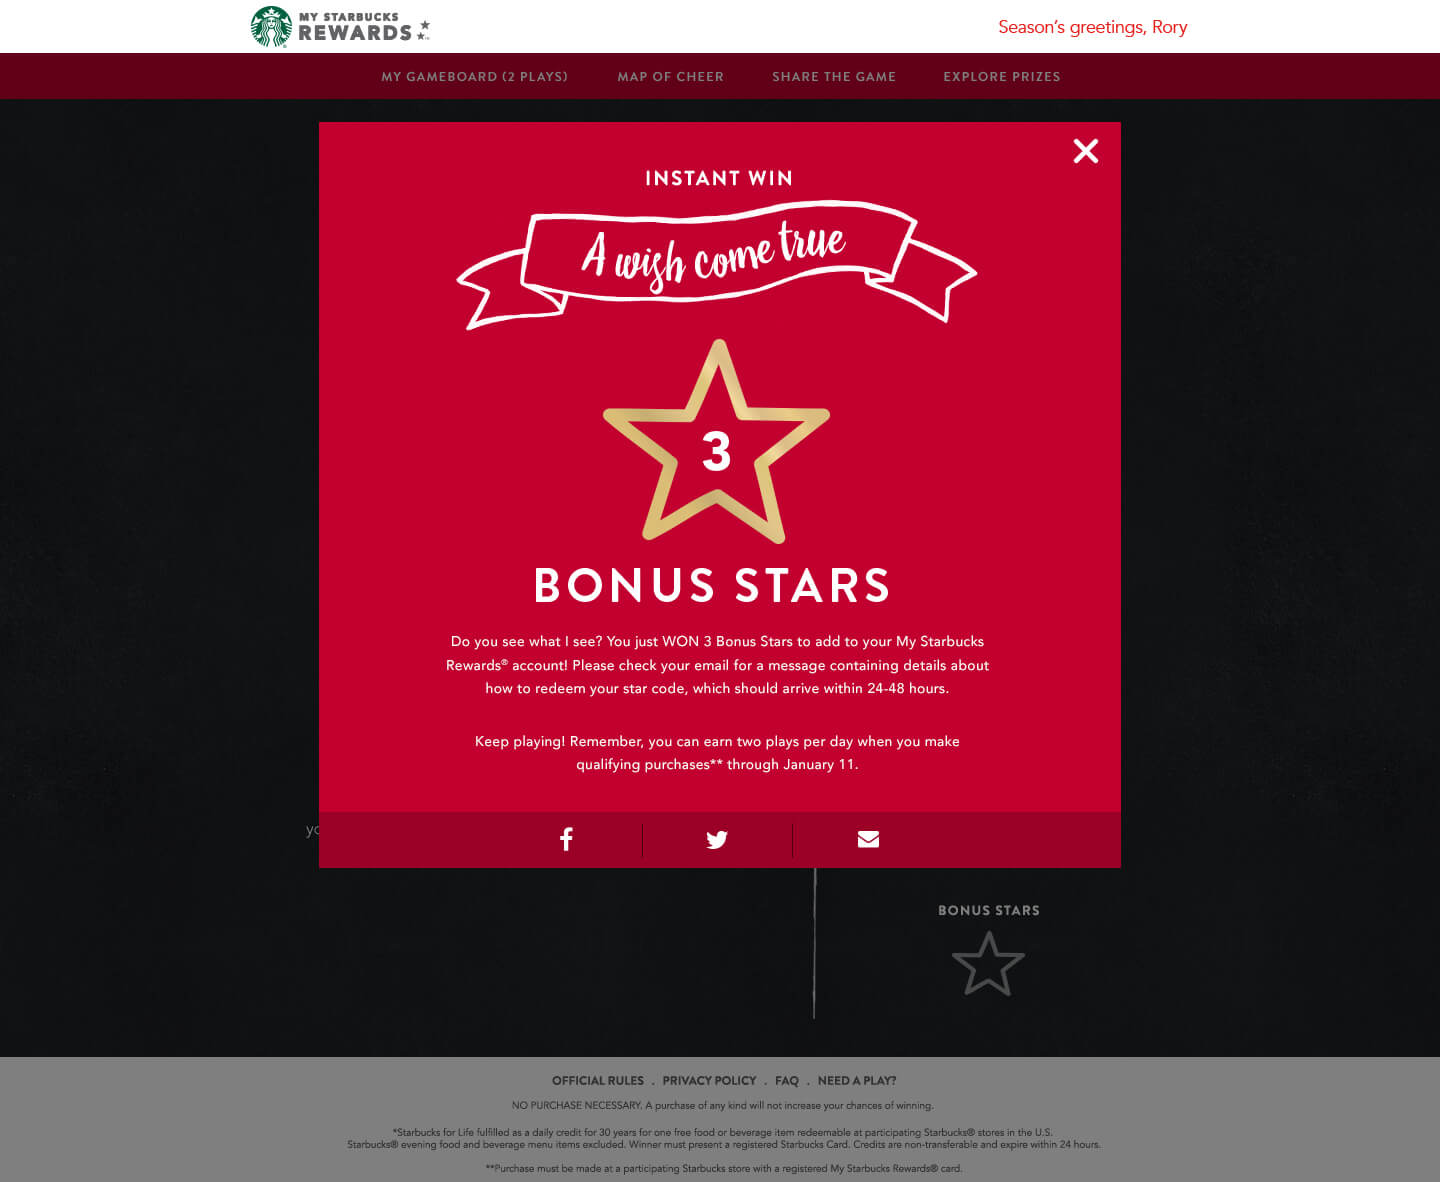 MY STARBUCKS
REWARDS
Season's greetings, Rory
MY GAMEBOARD (2 PLAYS)
MAP OF CHEER
SHARE THE GAME
EXPLORE PRIZES
INSTANT WIN
A wish come true
3
BONUS STARS
Do you see what I see? You just WON 3 Bonus Stars to add to your My Starbucks
Rewards® account! Please check your email for a message containing details about
how to redeem your star code, which should arrive within 24-48 hours.
Keep playing! Remember, you can earn two plays per day when you make
qualifying purchases** through January 11.
BONUS STARS
OFFICIAL RULES . PRIVACY POLICY . FAQ . NEED A PLAY?
NO PURCHASE NECESSARY. A purchase of any kind will not increase your chances of winning.
*Starbucks for Life fulfilled as a daily credit for 30 years for one free food or beverage item redeemable at participating Starbucks® stores in the U.S.
Starbucks® evening food and beverage menu items excluded. Winner must present a registered Starbucks Card. Credits are non-transferable and expire within 24 hours.
**Purchase must be made at a participating Starbucks store with a registered My Starbucks Rewards® card.